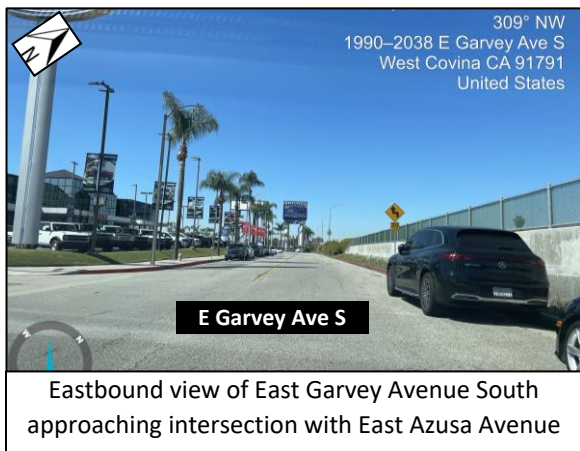 N
309° NW
1990–2038 E Garvey Ave S
West Covina CA 91791
United States
E Garvey Ave S
W
N
Eastbound view of East Garvey Avenue South
approaching intersection with East Azusa Avenue